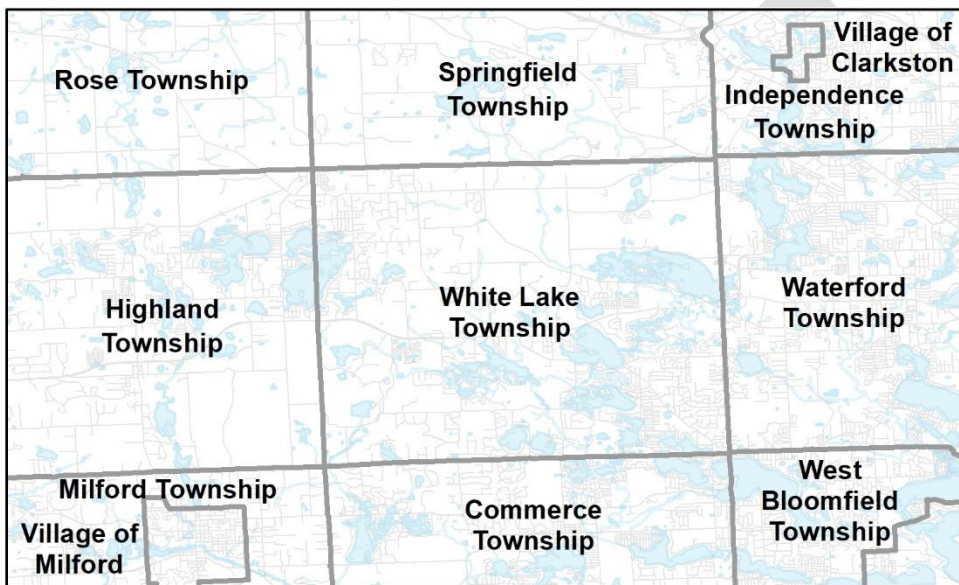 Rose Township
Springfield
Township
Village of
Clarkston
Independence
Township
Highland
Township
White Lake
Township
Waterford
Township
Milford Township
Village of
Milford
Commerce
Township
West
Bloomfield
Township